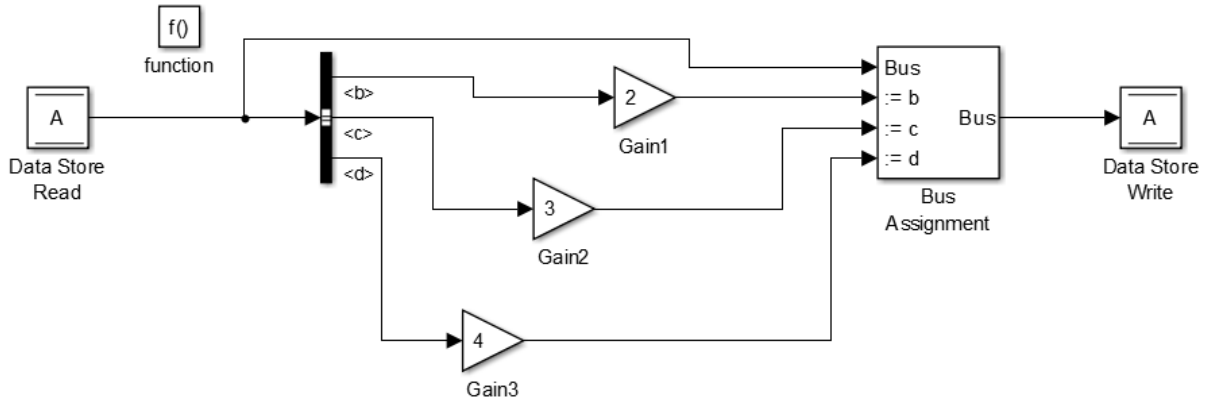 f()
function
A
Data Store
Read
<b>
<c>
<d>
2
Gain1
3
Gain2
4
Gain3
Bus
:= b
:= c
:= d
Bus
Bus
Assignment
A
Data Store
Write